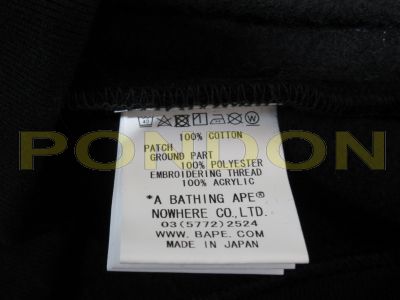 100% COTTON
PATCH
GROUND PART
100% POLYESTER
EMBROIDERING THREAD
100% ACRYLIC
*A BATHING APE®
NOWHERE CO.,LTD.
03(5772)2524
WWW.BAPE.COM
MADE IN JAPAN
PONDON